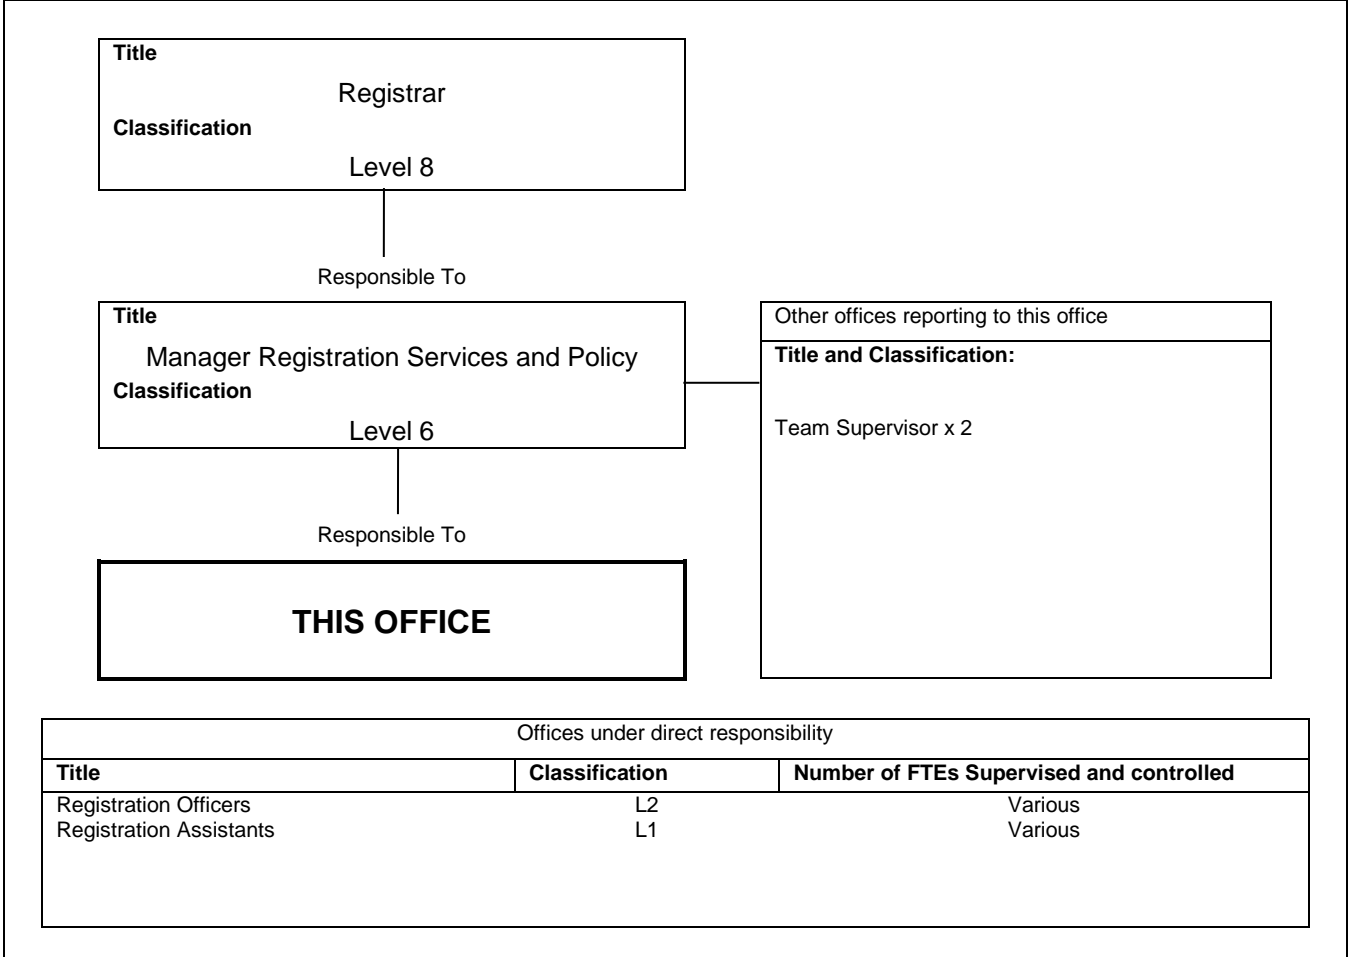 Title
Registrar
Classification
Level 8
Responsible To
Title
Manager Registration Services and Policy
Classification
Level 6
Other offices reporting to this office
Title and Classification:
Team Supervisor x 2
Responsible To
THIS OFFICE
Offices under direct responsibility
Title Classification Number of FTEs Supervised and controlled
Registration Officers L2 Various
Registration Assistants L1 Various